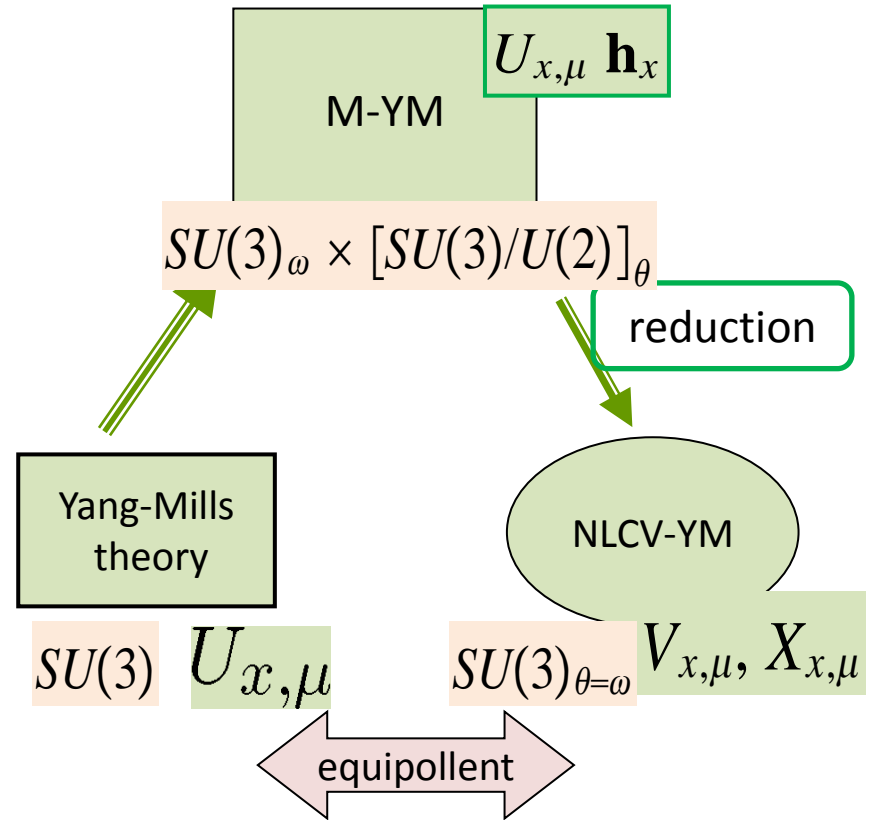 U_{x,μ} 𝐡_x
M-YM
SU(3)_ω × [SU(3)/U(2)]_θ
reduction
Yang-Mills
theory
NLCV-YM
SU(3) U_{x,μ}
SU(3)_{θ=ω} V_{x,μ}, X_{x,μ}
equipollent